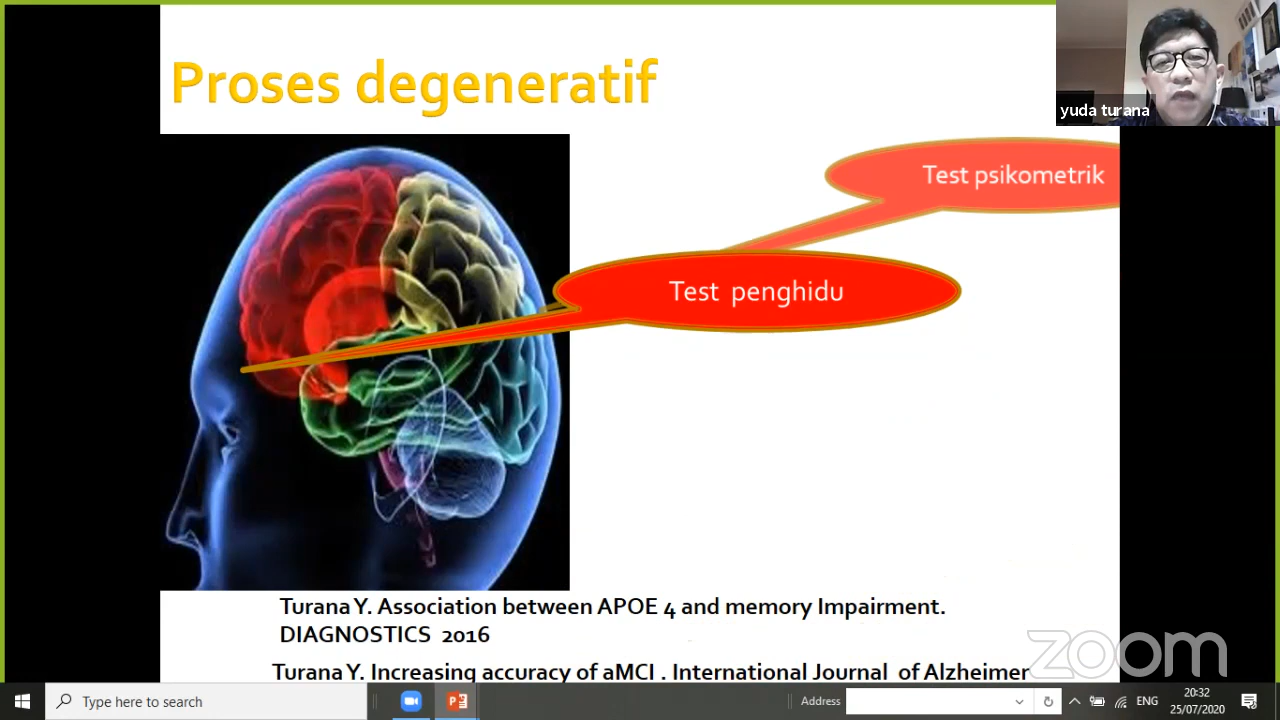 Proses degeneratif
yuda turana
Test psikometrik
Test penghidu
Turana Y. Association between APOE 4 and memory Impairment.
DIAGNOSTICS 2016
Turana Y. Increasing accuracy of aMCI . International Journal of Alzheimer
zoom
Type here to search
Address
ENG
20:32
25/07/2020